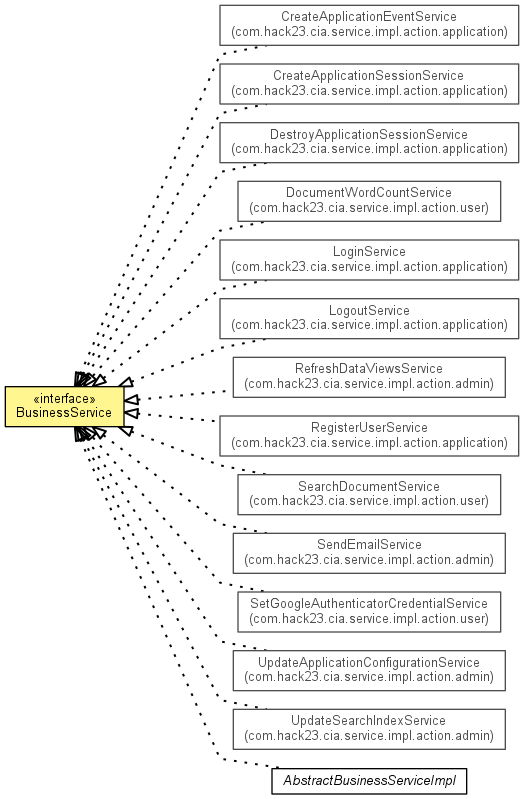 CreateApplicationEventService
(com.hack23.cia.service.impl.action.application)
CreateApplicationSessionService
(com.hack23.cia.service.impl.action.application)
DestroyApplicationSessionService
(com.hack23.cia.service.impl.action.application)
DocumentWordCountService
(com.hack23.cia.service.impl.action.user)
LoginService
(com.hack23.cia.service.impl.action.application)
LogoutService
(com.hack23.cia.service.impl.action.application)
RefreshDataViewsService
(com.hack23.cia.service.impl.action.admin)
«interface»
BusinessService
RegisterUserService
(com.hack23.cia.service.impl.action.application)
SearchDocumentService
(com.hack23.cia.service.impl.action.user)
SendEmailService
(com.hack23.cia.service.impl.action.admin)
SetGoogleAuthenticatorCredentialService
(com.hack23.cia.service.impl.action.user)
UpdateApplicationConfigurationService
(com.hack23.cia.service.impl.action.admin)
UpdateSearchIndexService
(com.hack23.cia.service.impl.action.admin)
AbstractBusinessServiceImpl